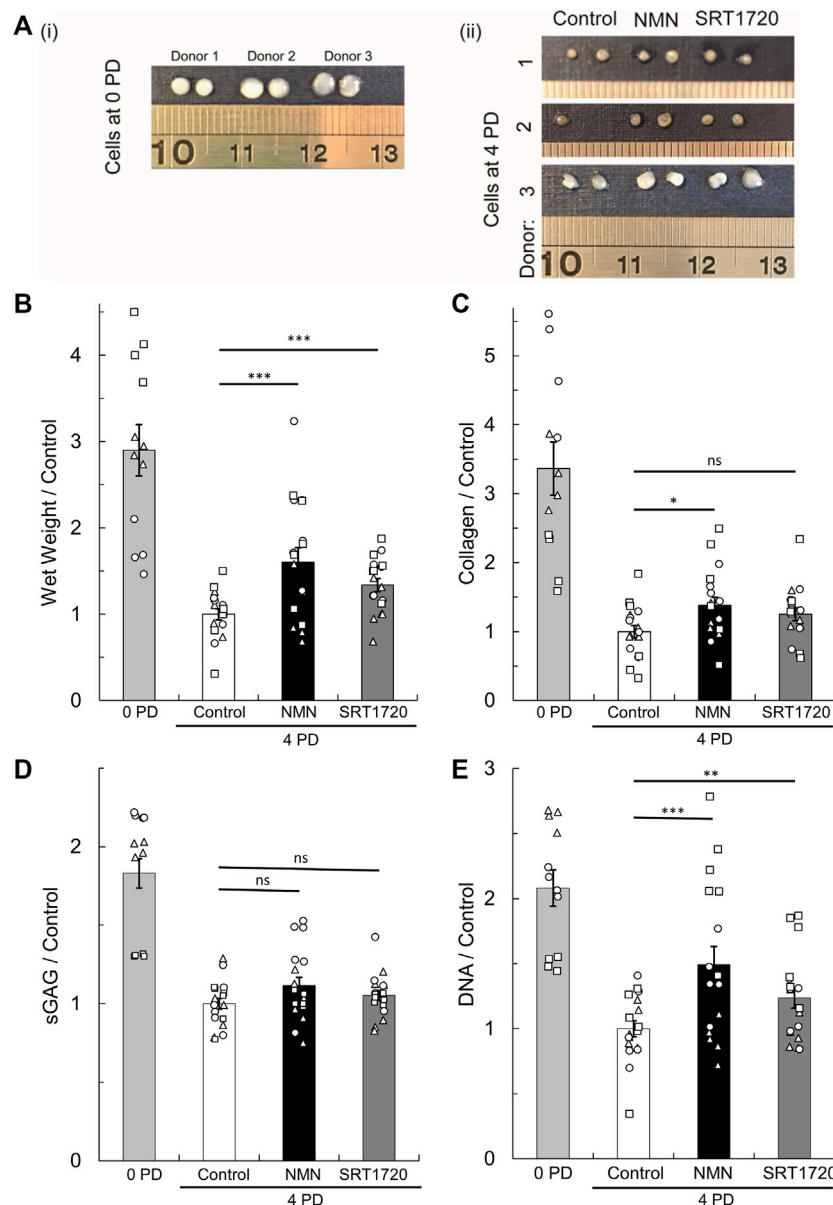 A (i)
Donor 1 Donor 2 Donor 3
Cells at 0 PD
10 11 12 13
(ii)
Control NMN SRT1720
Cells at 4 PD
Donor: 3 2 1
10 11 12 13
B
Wet Weight / Control
4
3
2
1
0
***
***
0 PD Control NMN SRT1720
4 PD
C
Collagen / Control
5
4
3
2
1
0
ns
*
0 PD Control NMN SRT1720
4 PD
D
sGAG / Control
2
1
0
ns
ns
0 PD Control NMN SRT1720
4 PD
E
DNA / Control
3
2
1
0
**
***
0 PD Control NMN SRT1720
4 PD